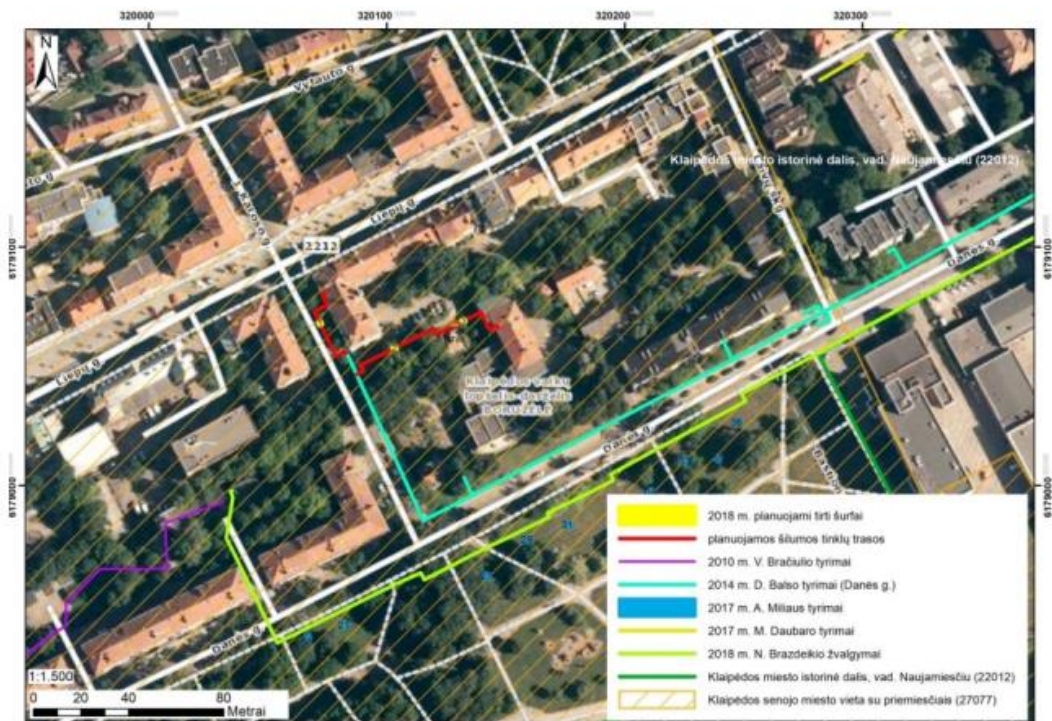 320000 320100 320200 320300
N
Vytauto g.
Klaipėdos miesto istorinė dalis, vad. Naujamiesčiu (22012)
J. Karoso g.
Liepų g.
2212
6179100
6179100
Danės g.
Liepų g.
Klaipėdos vaikų
lopšelis-darželis
BORUŽĖLĖ
Danės g.
6179000
6179000
2018 m. planuojami tirti šurfai
planuojamos šilumos tinklų trasos
2010 m. V. Bračiulio tyrimai
2014 m. D. Balso tyrimai (Danės g.)
2017 m. A. Miliaus tyrimai
2017 m. M. Daubaro tyrimai
2018 m. N. Brazdeikio žvalgymai
Klaipėdos miesto istorinė dalis, vad. Naujamiesčiu (22012)
Klaipėdos senojo miesto vieta su priemiesčiais (27077)
Danės g.
1:1.500
0 20 40 80
Metrai